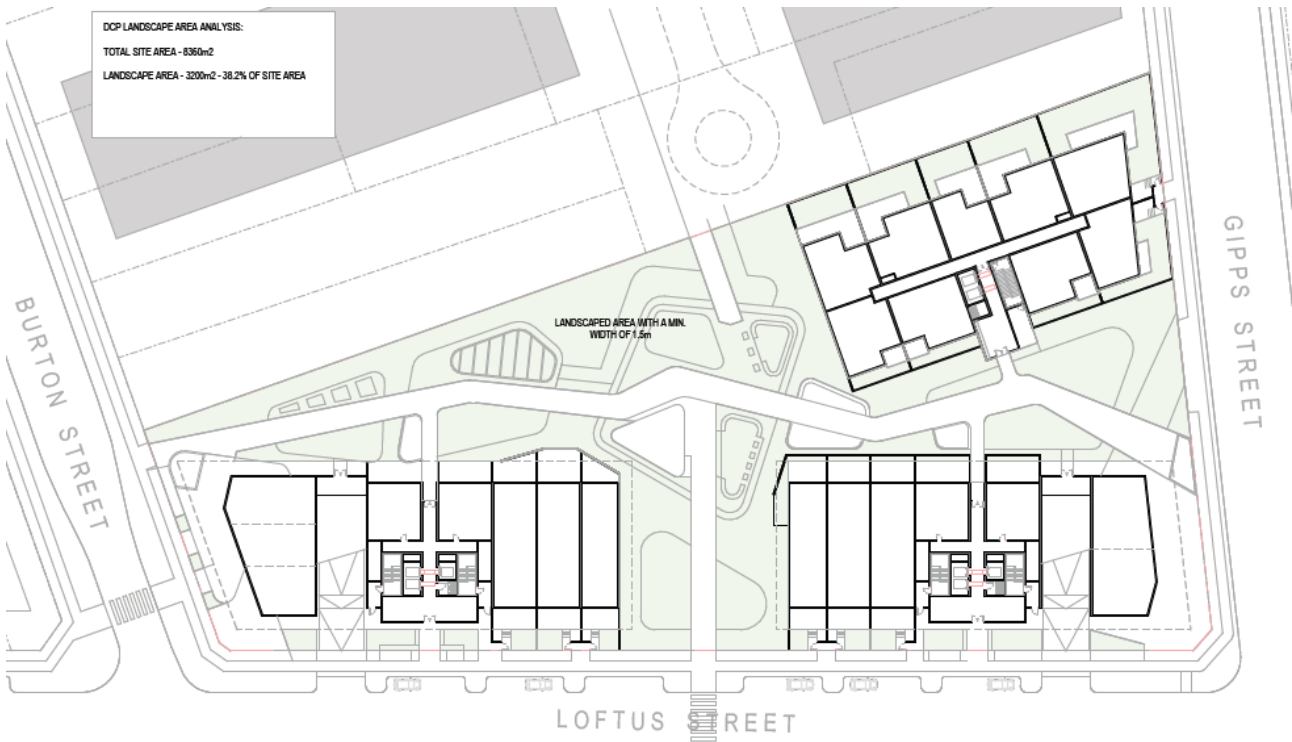 DCP LANDSCAPE AREA ANALYSIS:
TOTAL SITE AREA - 8360m2
LANDSCAPE AREA - 3200m2 - 38.2% OF SITE AREA
LANDSCAPED AREA WITH A MIN.
WIDTH OF 1.5m
BURTON STREET
GIPPS STREET
LOFTUS STREET